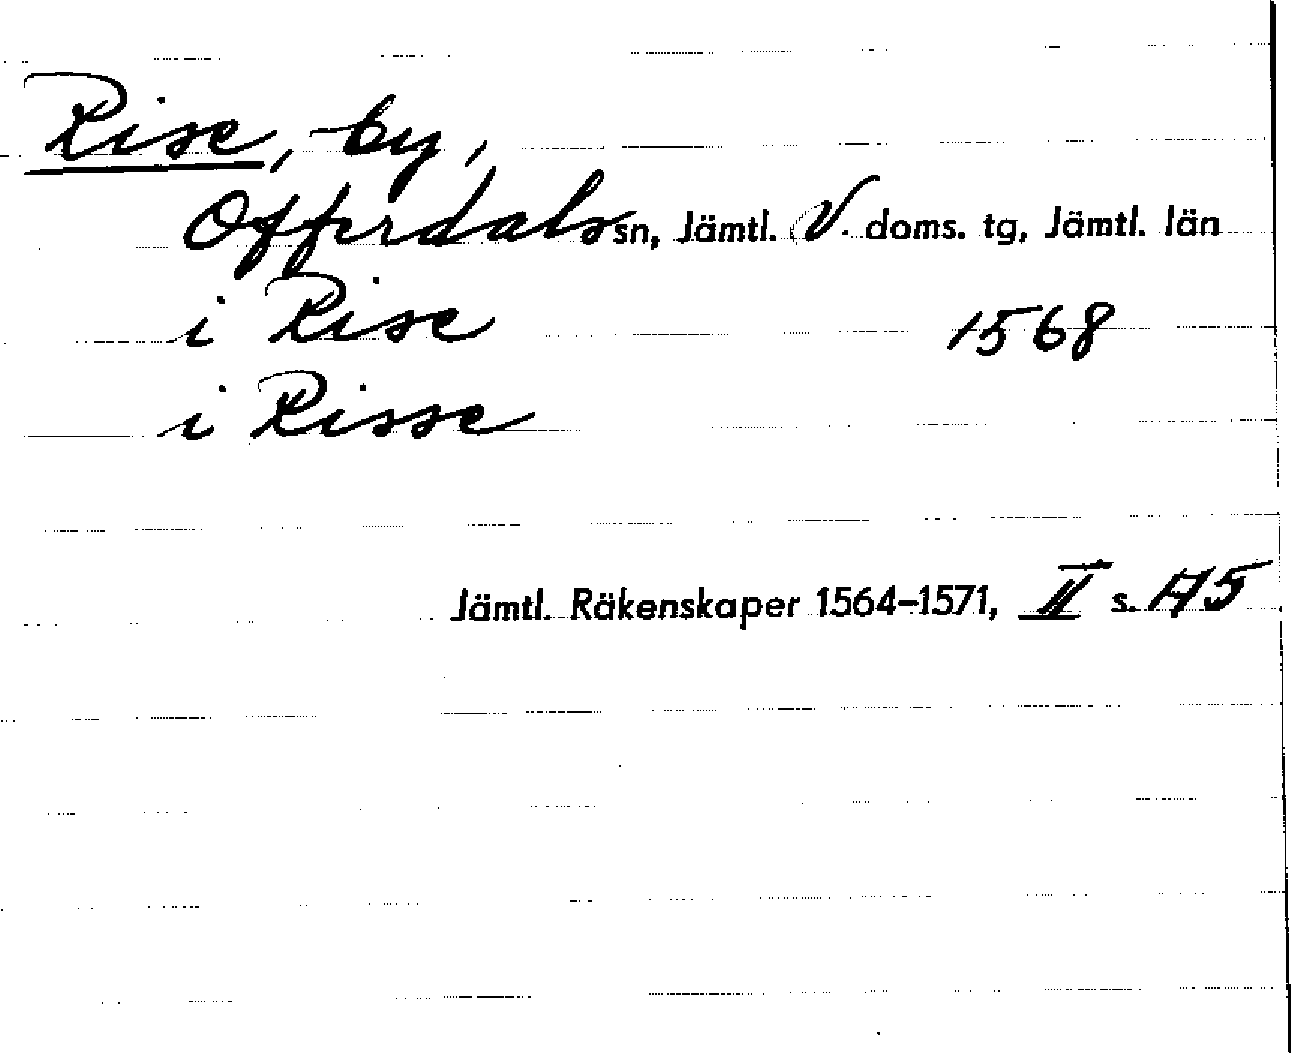 Rise, by,
Offerdals sn, Jämtl. V. doms. tg, Jämtl. län
i Rise 1568
i Risse
Jämtl. Räkenskaper 1564-1571, II s. 175